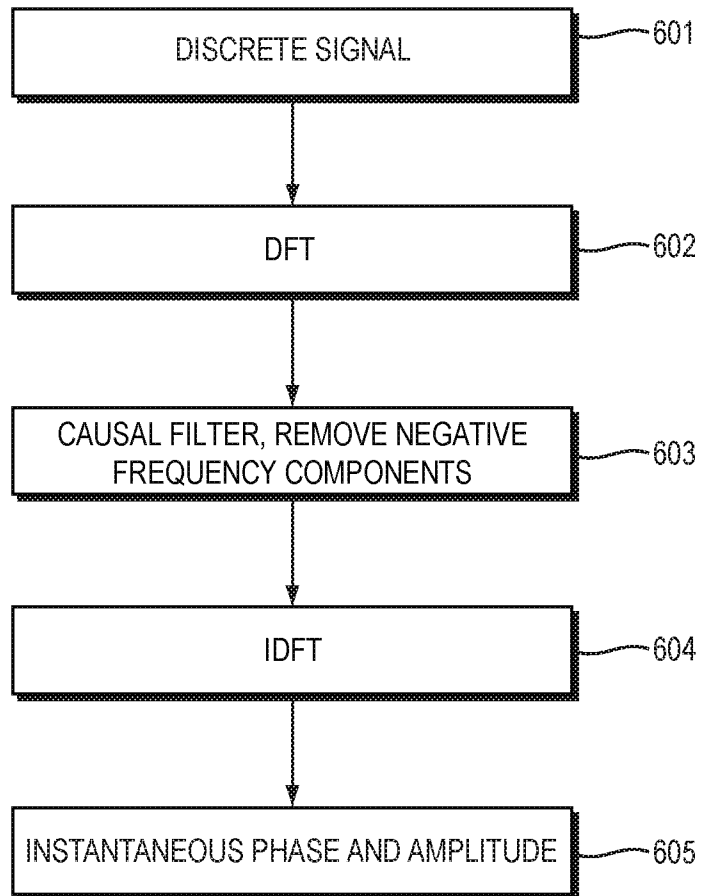 DISCRETE SIGNAL
601
DFT
602
CAUSAL FILTER, REMOVE NEGATIVE
FREQUENCY COMPONENTS
603
IDFT
604
INSTANTANEOUS PHASE AND AMPLITUDE
605